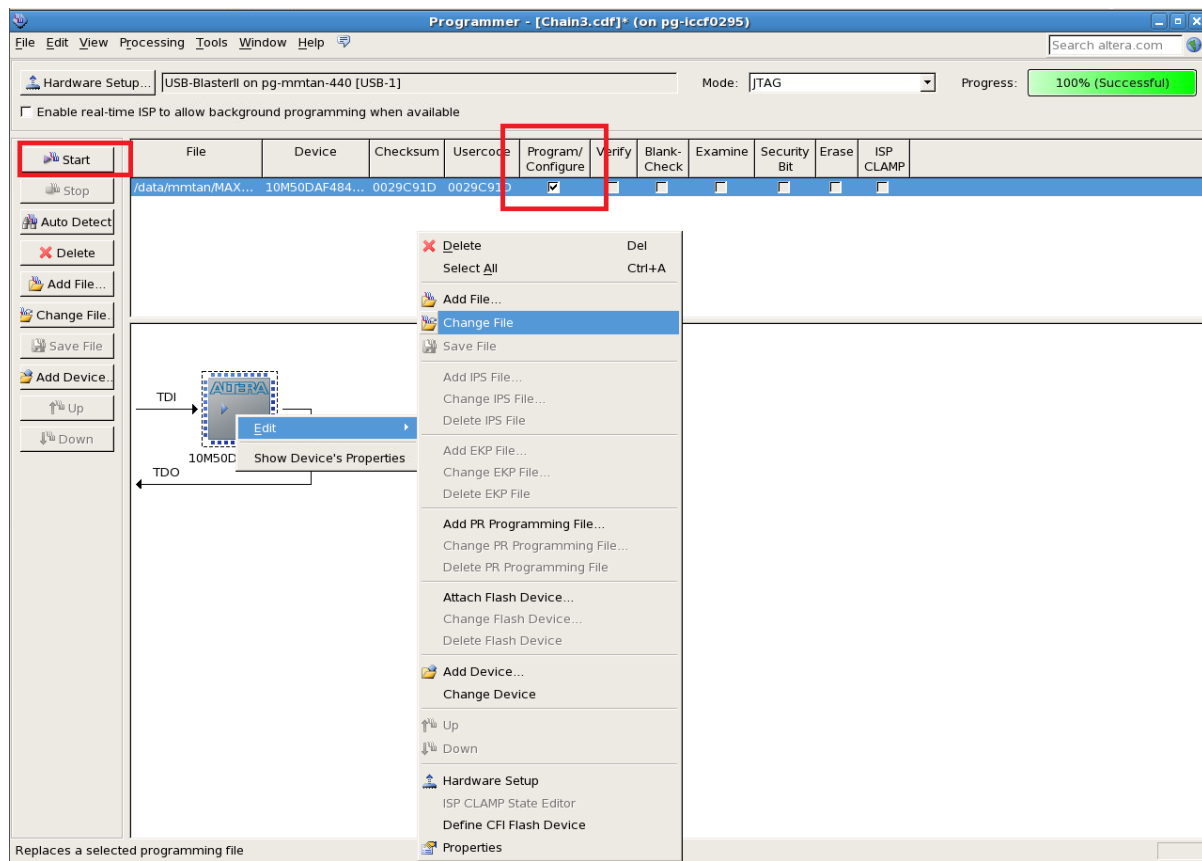 Programmer - [Chain3.cdf]* (on pg-iccf0295)
File Edit View Processing Tools Window Help
Search altera.com
Hardware Setup...
USB-BlasterII on pg-mmtan-440 [USB-1]
Mode:
JTAG
Progress:
100% (Successful)
Enable real-time ISP to allow background programming when available
Start
Stop
Auto Detect
Delete
Add File...
Change File.
Save File
Add Device.
Up
Down
File
Device
Checksum
Usercode
Program/
Configure
Verify
Blank-
Check
Examine
Security
Bit
Erase
ISP
CLAMP
/data/mmtan/MAX...
10M50DAF484...
0029C91D
0029C91D
TDI
ALTERA
10M50D
TDO
Edit
Show Device's Properties
Delete Del
Select All Ctrl+A
Add File...
Change File
Save File
Add IPS File...
Change IPS File...
Delete IPS File
Add EKP File...
Change EKP File...
Delete EKP File
Add PR Programming File...
Change PR Programming File...
Delete PR Programming File
Attach Flash Device...
Change Flash Device...
Delete Flash Device
Add Device...
Change Device
Up
Down
Hardware Setup
ISP CLAMP State Editor
Define CFI Flash Device
Properties
Replaces a selected programming file